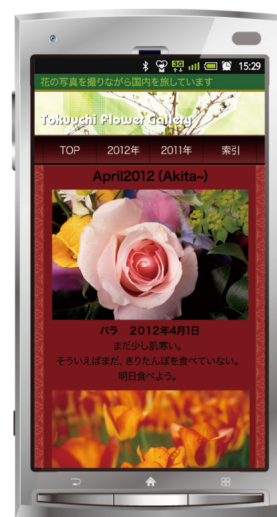 3G 15:29
花の写真を撮りながら国内を旅しています
Tokuuchi Flower Gallery
TOP 2012年 2011年 索引
April2012 (Akita~)
バラ 2012年4月1日
まだ少し肌寒い。
そういえばまだ、きりたんぽを食べていない。
明日食べよう。